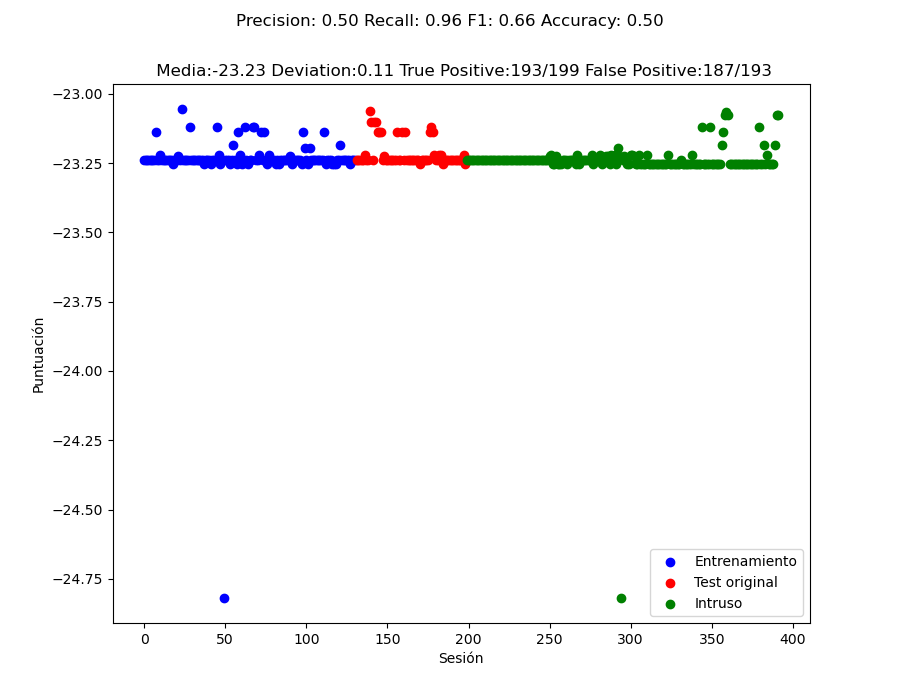 Precision: 0.50 Recall: 0.96 F1: 0.66 Accuracy: 0.50
Media:-23.23 Deviation:0.11 True Positive:193/199 False Positive:187/193
−23.00
−23.25
−23.50
−23.75
−24.00
−24.25
−24.50
−24.75
Puntuación
Entrenamiento
Test original
Intruso
0 50 100 150 200 250 300 350 400
Sesión